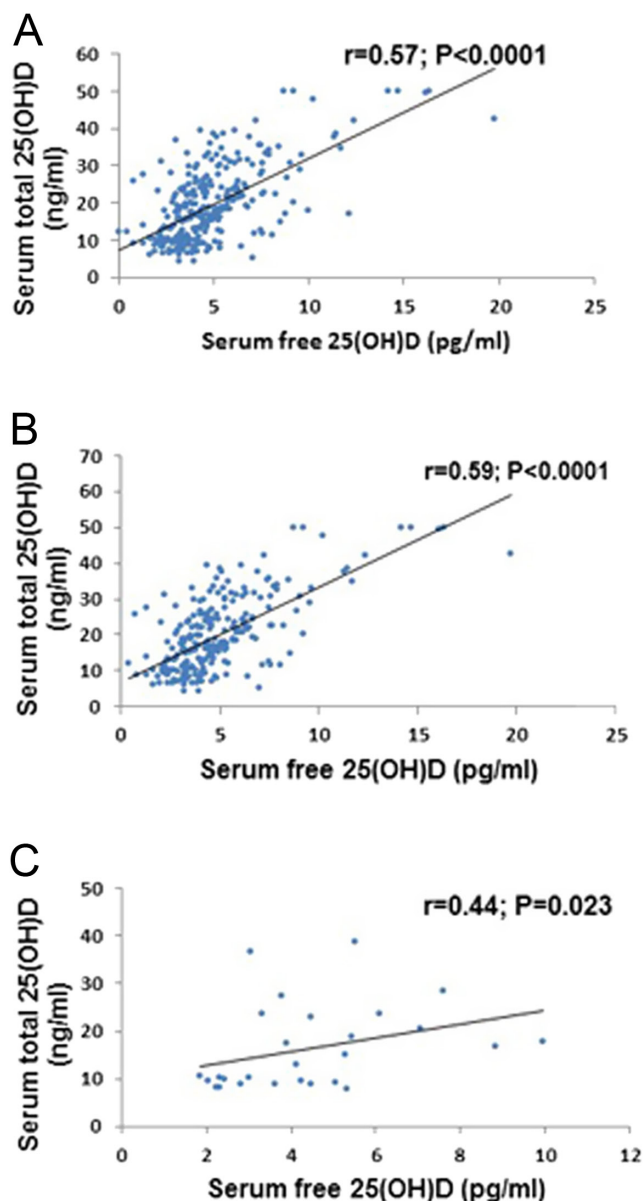 A
r=0.57; P<0.0001
Serum total 25(OH)D
(ng/ml)
60
50
40
30
20
10
0
0 5 10 15 20 25
Serum free 25(OH)D (pg/ml)
B
r=0.59; P<0.0001
Serum total 25(OH)D
(ng/ml)
70
60
50
40
30
20
10
0
0 5 10 15 20 25
Serum free 25(OH)D (pg/ml)
C
r=0.44; P=0.023
Serum total 25(OH)D
(ng/ml)
50
40
30
20
10
0
0 2 4 6 8 10 12
Serum free 25(OH)D (pg/ml)